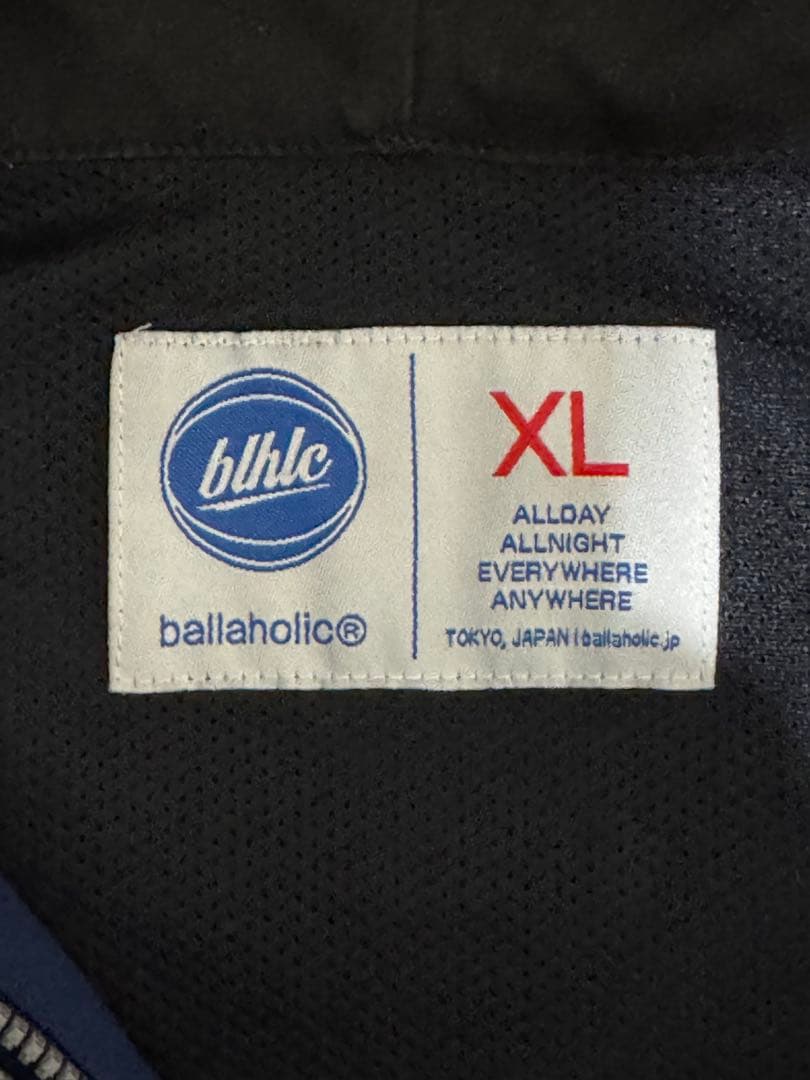 blhlc
ballaholic®
XL
ALLDAY
ALLNIGHT
EVERYWHERE
ANYWHERE
TOKYO, JAPAN | ballaholic.jp